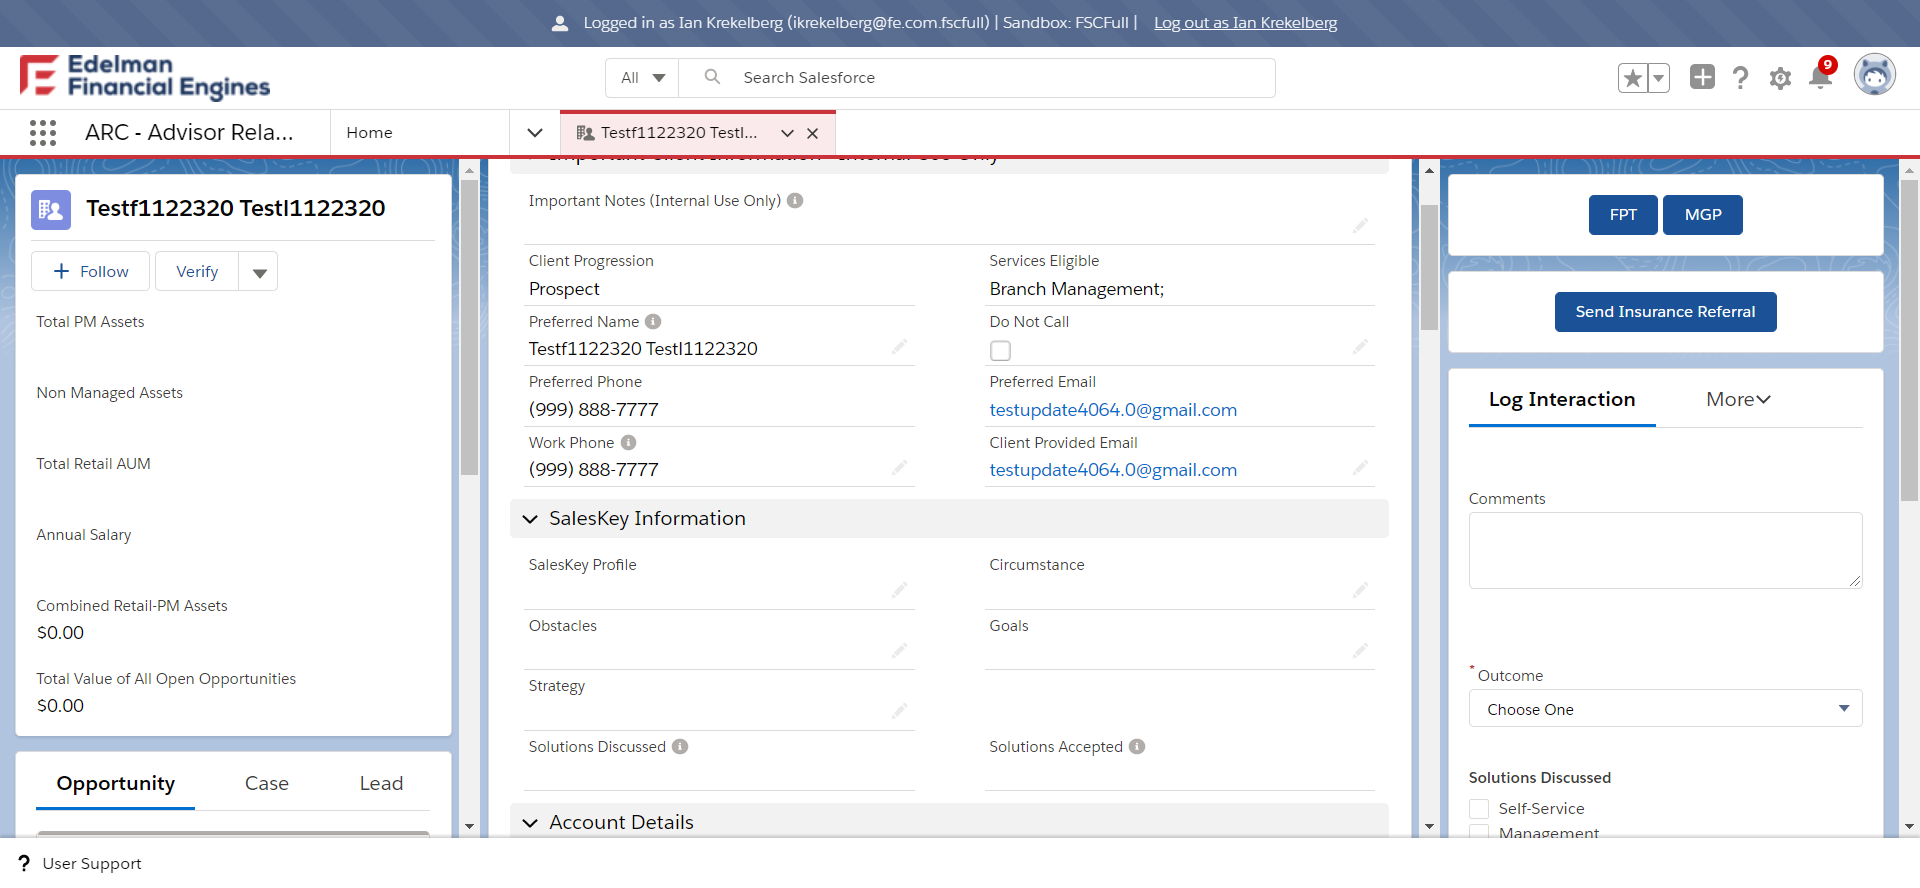 Logged in as Ian Krekelberg (ikrekelberg@fe.com.fscfull) | Sandbox: FSCFull | Log out as Ian Krekelberg
Edelman
Financial Engines
All
Search Salesforce
9
ARC - Advisor Rela...
Home
Testf1122320 Testl...
Testf1122320 Testl1122320
Follow
Verify
Total PM Assets
Non Managed Assets
Total Retail AUM
Annual Salary
Combined Retail-PM Assets
$0.00
Total Value of All Open Opportunities
$0.00
Opportunity Case Lead
Important Client Information - Internal Use Only
Important Notes (Internal Use Only)
Client Progression
Prospect
Services Eligible
Branch Management;
Preferred Name
Testf1122320 Testl1122320
Do Not Call
Preferred Phone
(999) 888-7777
Preferred Email
testupdate4064.0@gmail.com
Work Phone
(999) 888-7777
Client Provided Email
testupdate4064.0@gmail.com
SalesKey Information
SalesKey Profile
Circumstance
Obstacles
Goals
Strategy
Solutions Discussed
Solutions Accepted
Account Details
FPT MGP
Send Insurance Referral
Log Interaction More
Comments
* Outcome
Choose One
Solutions Discussed
Self-Service
Management
? User Support